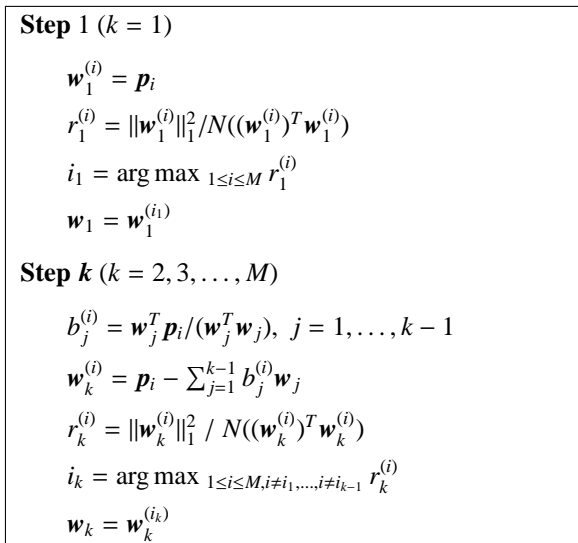 Step 1 (k = 1)
w_1^{(i)} = p_i
r_1^{(i)} = ||w_1^{(i)}||_1^2/N((w_1^{(i)})^T w_1^{(i)})
i_1 = arg max _{1≤i≤M} r_1^{(i)}
w_1 = w_1^{(i_1)}
Step k (k = 2, 3, . . . , M)
b_j^{(i)} = w_j^T p_i/(w_j^T w_j), j = 1, . . . , k − 1
w_k^{(i)} = p_i − ∑_{j=1}^{k−1} b_j^{(i)} w_j
r_k^{(i)} = ||w_k^{(i)}||_1^2 / N((w_k^{(i)})^T w_k^{(i)})
i_k = arg max _{1≤i≤M,i≠i_1,...,i≠i_{k−1}} r_k^{(i)}
w_k = w_k^{(i_k)}